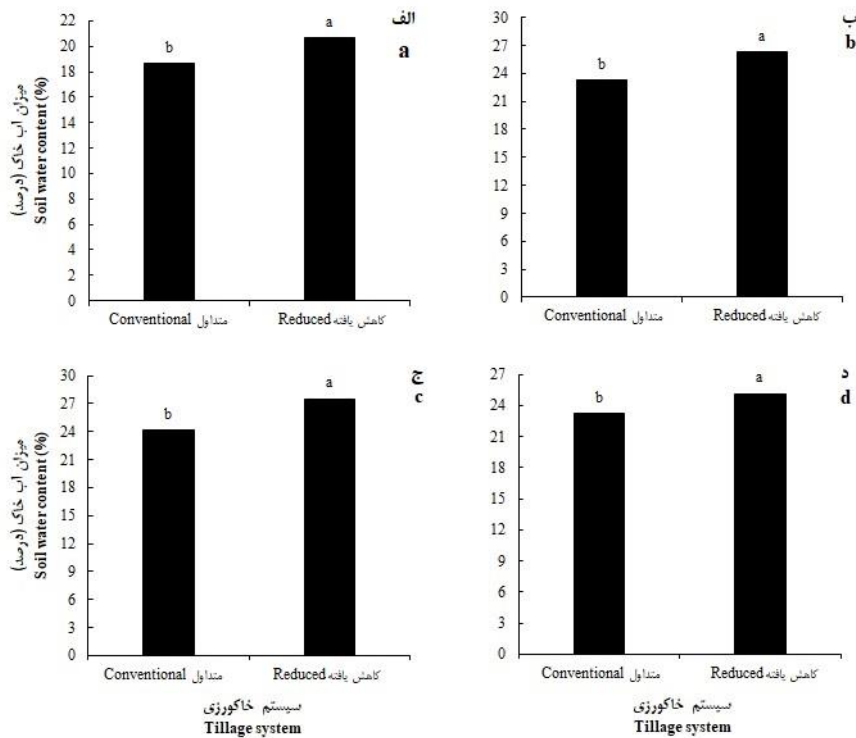 الف
a
میزان اب خاک (درصد)
Soil water content (%)
22
20
18
16
14
12
10
8
6
4
2
0
b
a
متداول Conventional
کاهش یافته Reduced
ب
b
30
27
24
21
18
15
12
9
6
3
0
b
a
متداول Conventional
کاهش یافته Reduced
ج
c
میزان اب خاک (درصد)
Soil water content (%)
30
27
24
21
18
15
12
9
6
3
0
b
a
متداول Conventional
کاهش یافته Reduced
سیستم خاکورزی
Tillage system
د
d
27
24
21
18
15
12
9
6
3
0
b
a
متداول Conventional
کاهش یافته Reduced
سیستم خاکورزی
Tillage system